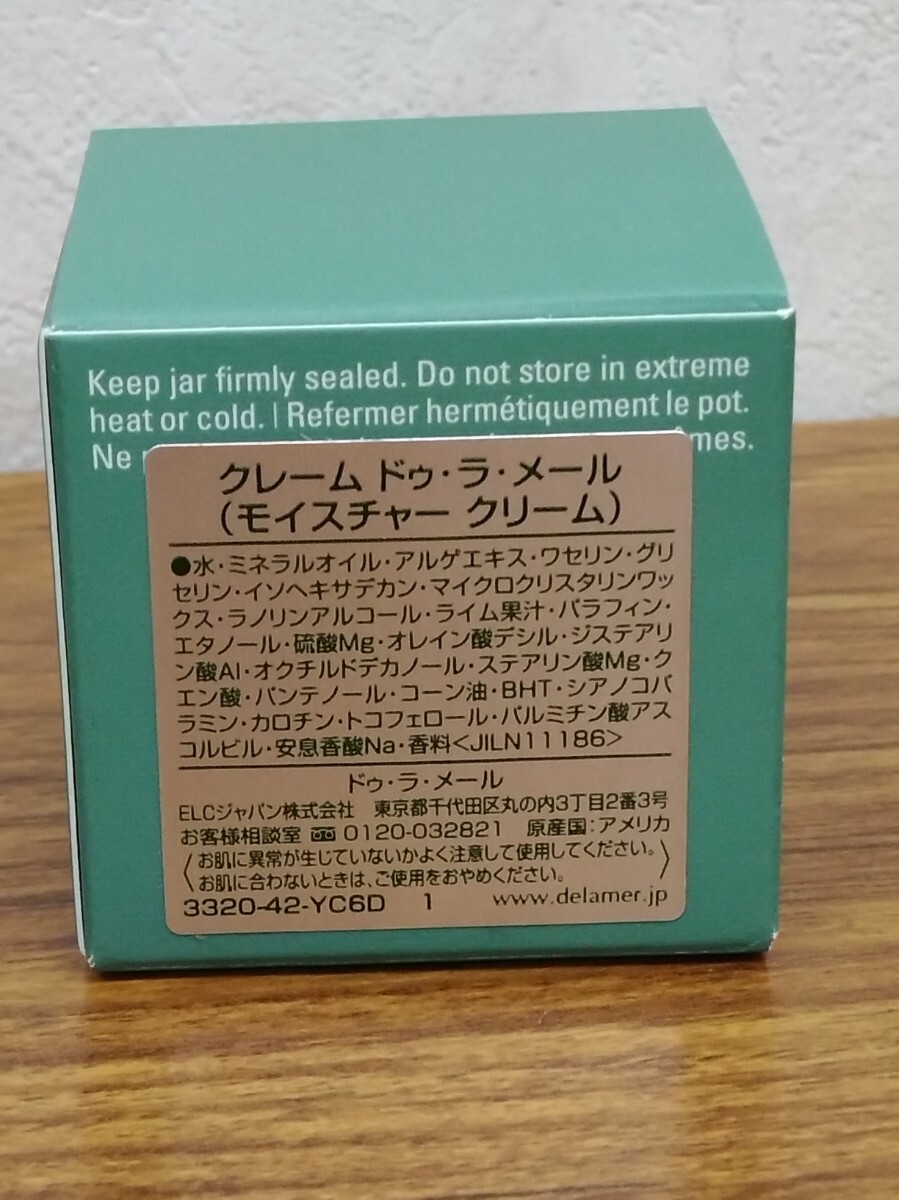 Keep jar firmly sealed. Do not store in extreme
heat or cold. | Refermer hermétiquement le pot.
Ne
クレーム ドゥ・ラ・メール
(モイスチャー クリーム)
●水・ミネラルオイル・アルゲエキス・ワセリン・グリ
セリン・イソヘキサデカン・マイクロクリスタリンワッ
クス・ラノリンアルコール・ライム果汁・パラフィン・
エタノール・硫酸Mg・オレイン酸デシル・ジステアリ
ン酸Al・オクチルドデカノール・ステアリン酸Mg・ク
エン酸・パンテノール・コーン油・BHT・シアノコバ
ラミン・カロチン・トコフェロール・パルミチン酸アス
コルビル・安息香酸Na・香料<JILN11186>
ドゥ・ラ・メール
ELCジャパン株式会社 東京都千代田区丸の内3丁目2番3号
お客様相談室 0120-032821 原産国:アメリカ
〈お肌に異常が生じていないかよく注意して使用してください。
お肌に合わないときは、ご使用をおやめください。〉
3320-42-YC6D 1 www.delamer.jp